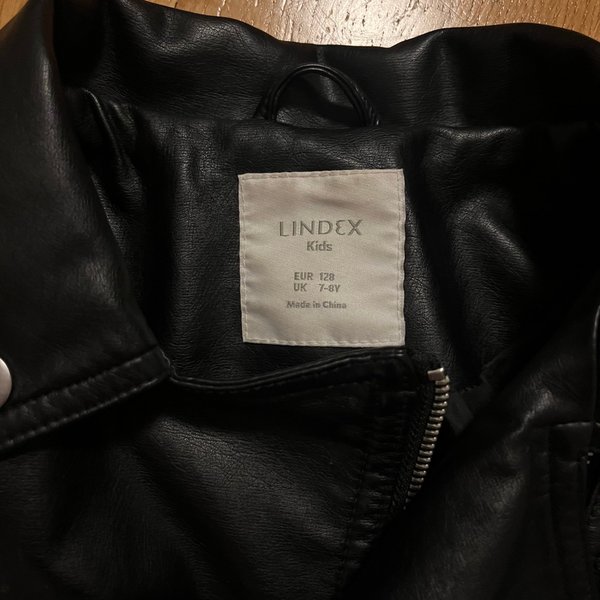 LINDEX
Kids
EUR 128
UK 7-8Y
Made in China